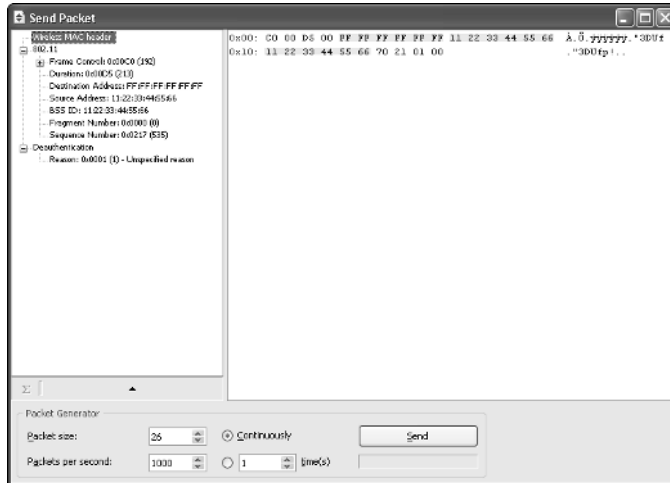 Send Packet
Wireless MAC header
802.11
Frame Control: 0x00C0 (192)
Duration: 0x00D5 (213)
Destination Address: FF:FF:FF:FF:FF:FF
Source Address: 11:22:33:44:55:66
BSS ID: 11:22:33:44:55:66
Fragment Number: 0x0000 (0)
Sequence Number: 0x0217 (535)
Deauthentication
Reason: 0x0001 (1) - Unspecified reason
0x00: C0 00 D5 00 FF FF FF FF FF FF 11 22 33 44 55 66 À.Õ.ÿÿÿÿÿÿ."3DUf
0x10: 11 22 33 44 55 66 70 21 01 00 ."3DUfp!..
Σ
Packet Generator
Packet size: 26 Continuously Send
Packets per second: 1000 1 time(s)